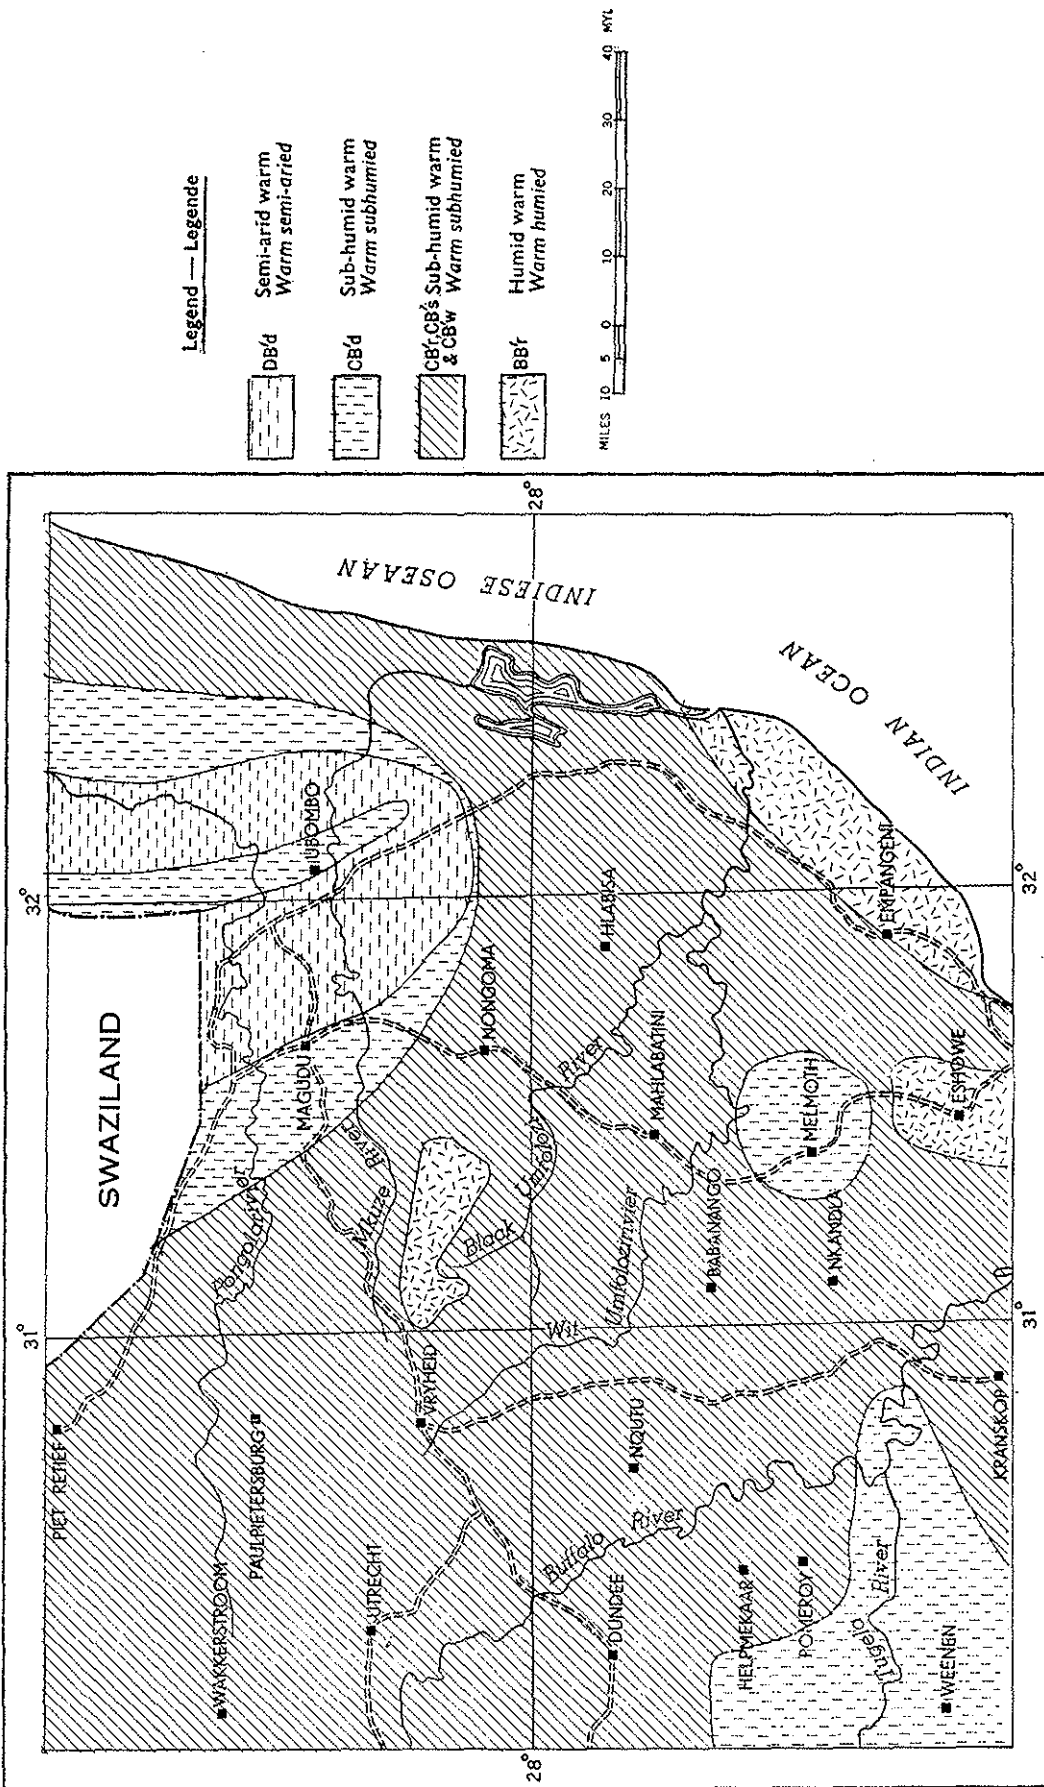 Legend — Legende
DB'd Semi-arid warm
Warm semi-aried
CB'd Sub-humid warm
Warm subhumied
CB'r, CB's Sub-humid warm
& CB'w Warm subhumied
BB'r Humid warm
Warm humied
MILES 10 5 0 10 20 30 40 MYL
31°
32°
SWAZILAND
PIET RETIEF
WAKKERSTROOM
PAULPIETERSBURG
Pongolarivier
MAGUDU
UBOMBO
UTRECHT
VRYHEID
Mkuze River
NONGOMA
28°
28°
INDIESE OSEAAN
INDIAN OCEAN
Black Umfolozi River
Wit Umfolozirivier
HLABISA
MAHLABATINI
DUNDEE
NQUTU
Buffalo River
BABANANGO
HELPMEKAAR
POMEROY
NKANDLA
MELMOTH
EMPANGENI
Tugela River
WEENEN
KRANSKOP
ESHOWE
31°
32°